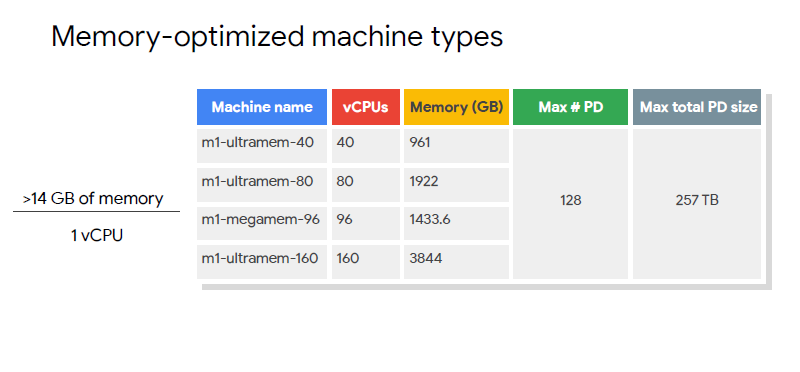 Memory-optimized machine types
Machine name vCPUs Memory (GB) Max # PD Max total PD size
m1-ultramem-40 40 961
m1-ultramem-80 80 1922
>14 GB of memory
1 vCPU
m1-megamem-96 96 1433.6
m1-ultramem-160 160 3844
128
257 TB